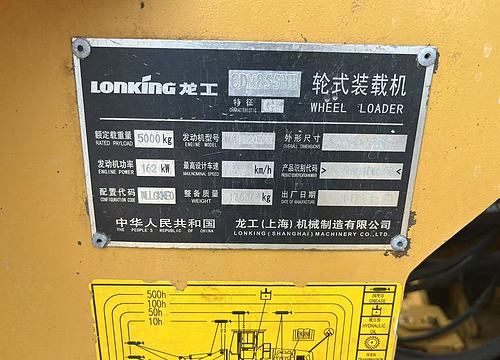 LONKING 龙工
轮式装载机
特征
CHARACTERISTIC
WHEEL LOADER
额定载重量 5000 kg
RATED PAYLOAD
发动机型号
ENGINE MODEL
外形尺寸
OVERALL DIMENSIONS
发动机功率 162 kW
ENGINE POWER
最高设计车速 km/h
MAX.NOMINAL SPEED
产品识别代码
配置代码
CONFIGURATION CODE
整备质量 kg
WEIGHT
出厂日期
DATE OF MANUFACTURE
中华人民共和国
THE PEOPLE'S REPUBLIC OF CHINA
龙工(上海)机械制造有限公司
LONKING (SHANGHAI) MACHINERY CO.,LTD.
500h
100h
50h
10h
GREASE
HYDRAULIC
OIL